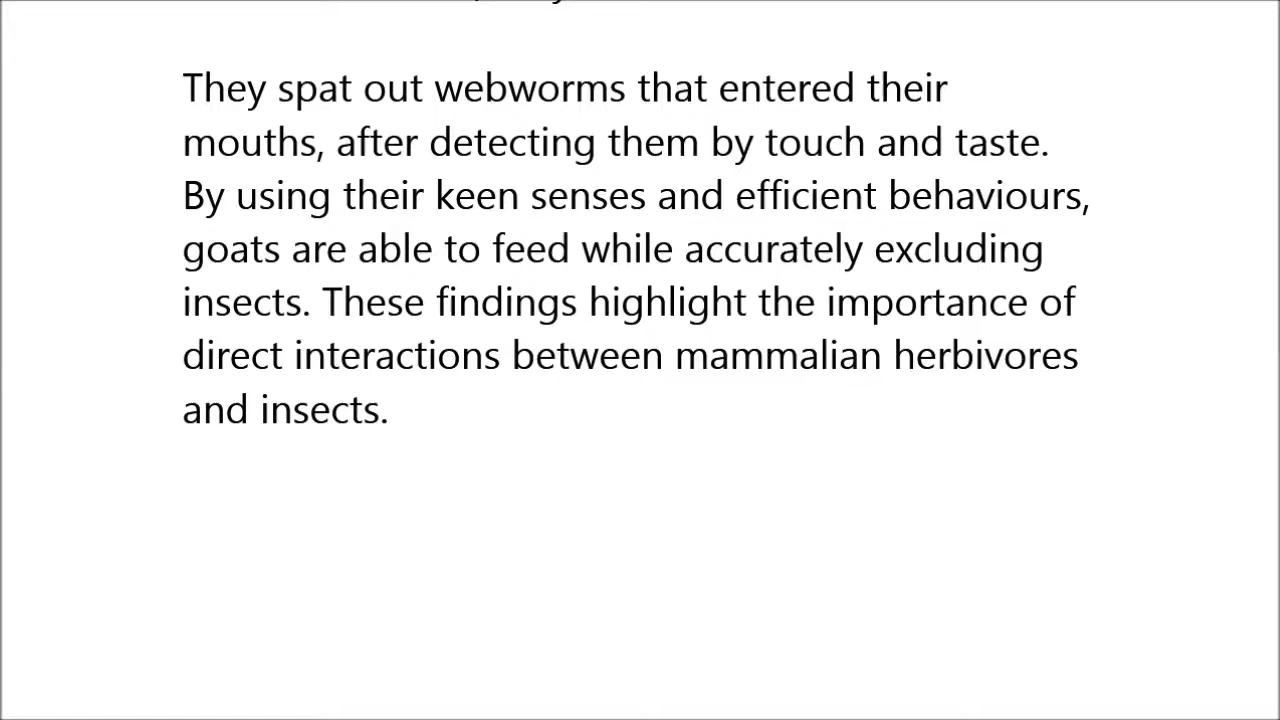 They spat out webworms that entered their
mouths, after detecting them by touch and taste.
By using their keen senses and efficient behaviours,
goats are able to feed while accurately excluding
insects. These findings highlight the importance of
direct interactions between mammalian herbivores
and insects.